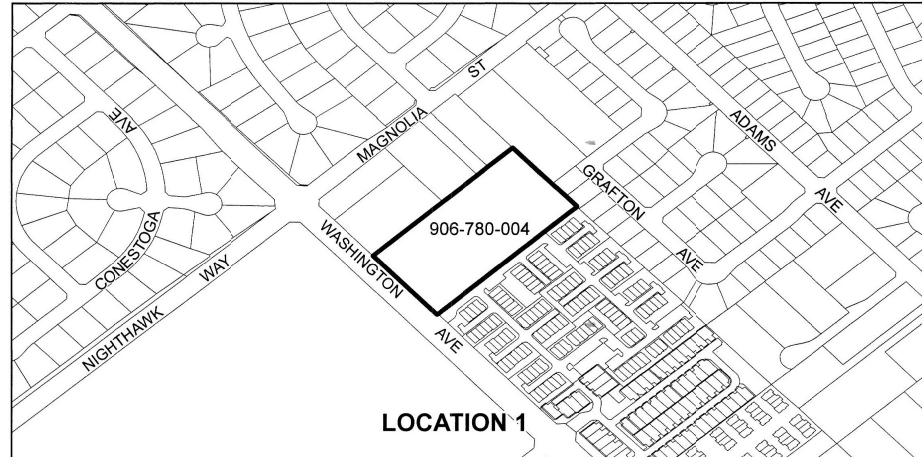 MAGNOLIA ST
ADAMS
AVE
AVE
GRAFTON
AVE
906-780-004
CONESTOGA
WASHINGTON
AVE
NIGHTHAWK WAY
LOCATION 1